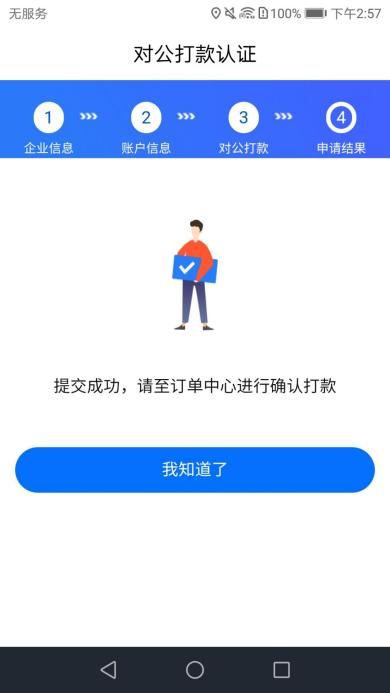 无服务 100% 下午2:57
对公打款认证
1 2 3 4
企业信息 账户信息 对公打款 申请结果
提交成功，请至订单中心进行确认打款
我知道了